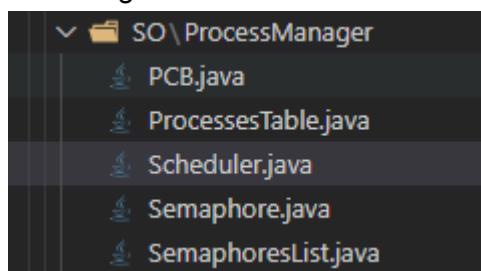 SO\ProcessManager
PCB.java
ProcessesTable.java
Scheduler.java
Semaphore.java
SemaphoresList.java